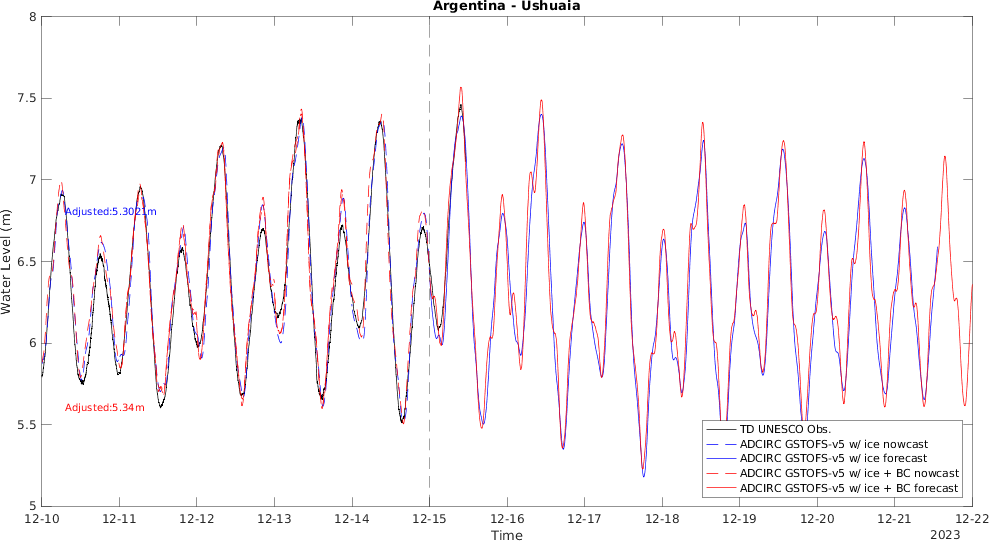 Argentina - Ushuaia
8
7.5
7
6.5
6
5.5
5
Water Level (m)
Adjusted:5.3021m
Adjusted:5.34m
TD UNESCO Obs.
ADCIRC GSTOFS-v5 w/ ice nowcast
ADCIRC GSTOFS-v5 w/ ice forecast
ADCIRC GSTOFS-v5 w/ ice + BC nowcast
ADCIRC GSTOFS-v5 w/ ice + BC forecast
12-10 12-11 12-12 12-13 12-14 12-15 12-16 12-17 12-18 12-19 12-20 12-21 12-22
Time
2023